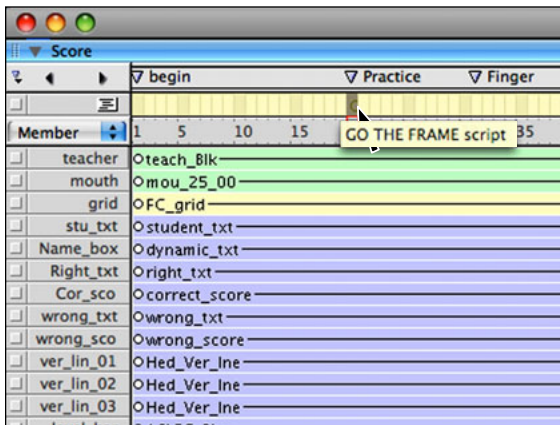 Score
begin Practice Finger
Member 1 5 10 15 35
GO THE FRAME script
teacher teach_Blk
mouth mou_25_00
grid FC_grid
stu_txt student_txt
Name_box dynamic_txt
Right_txt right_txt
Cor_sco correct_score
wrong_txt wrong_txt
wrong_sco wrong_score
ver_lin_01 Hed_Ver_lne
ver_lin_02 Hed_Ver_lne
ver_lin_03 Hed_Ver_lne